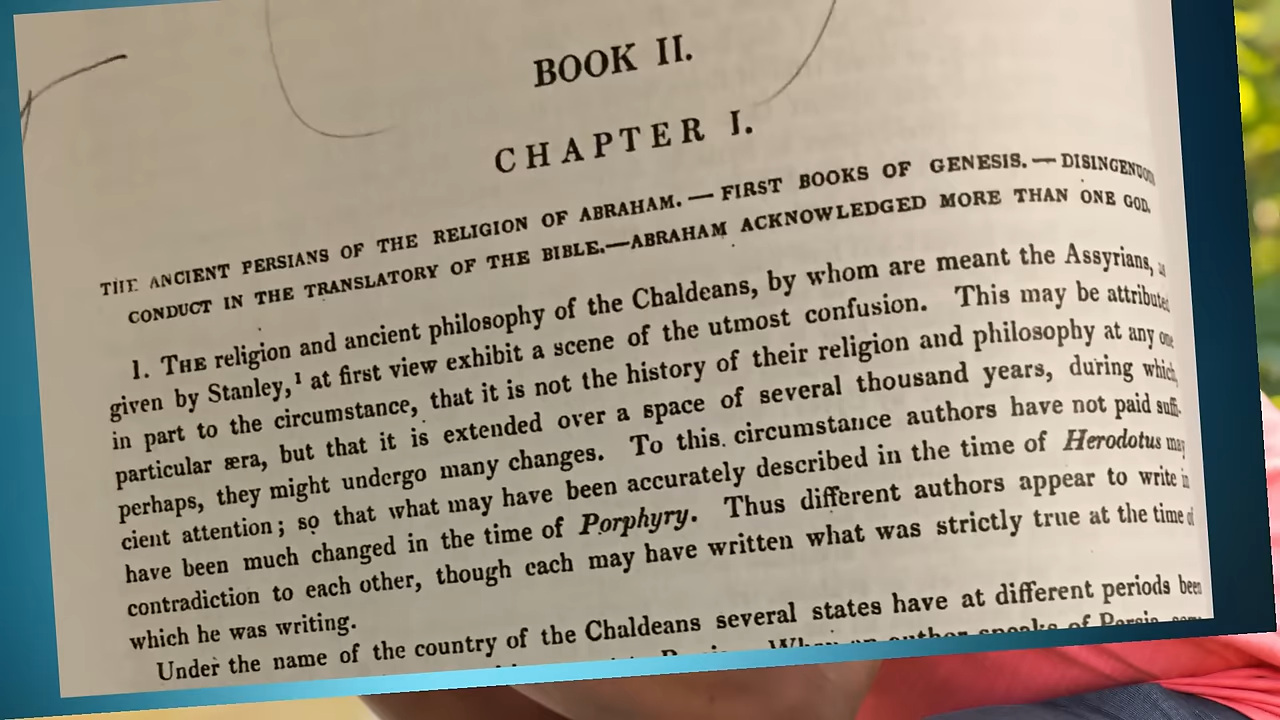 BOOK II.
CHAPTER I.
THE ANCIENT PERSIANS OF THE RELIGION OF ABRAHAM. — FIRST BOOKS OF GENESIS. — DISINGENUOUS
CONDUCT IN THE TRANSLATORY OF THE BIBLE.—ABRAHAM ACKNOWLEDGED MORE THAN ONE GOD.
1. THE religion and ancient philosophy of the Chaldeans, by whom are meant the Assyrians, as
given by Stanley,¹ at first view exhibit a scene of the utmost confusion. This may be attributed
in part to the circumstance, that it is not the history of their religion and philosophy at any one
particular æra, but that it is extended over a space of several thousand years, during which,
perhaps, they might undergo many changes. To this circumstance authors have not paid suffi-
cient attention; so that what may have been accurately described in the time of Herodotus may
have been much changed in the time of Porphyry. Thus different authors appear to write in
contradiction to each other, though each may have written what was strictly true at the time of
which he was writing.
Under the name of the country of the Chaldeans several states have at different periods been
an author speaks of Persia